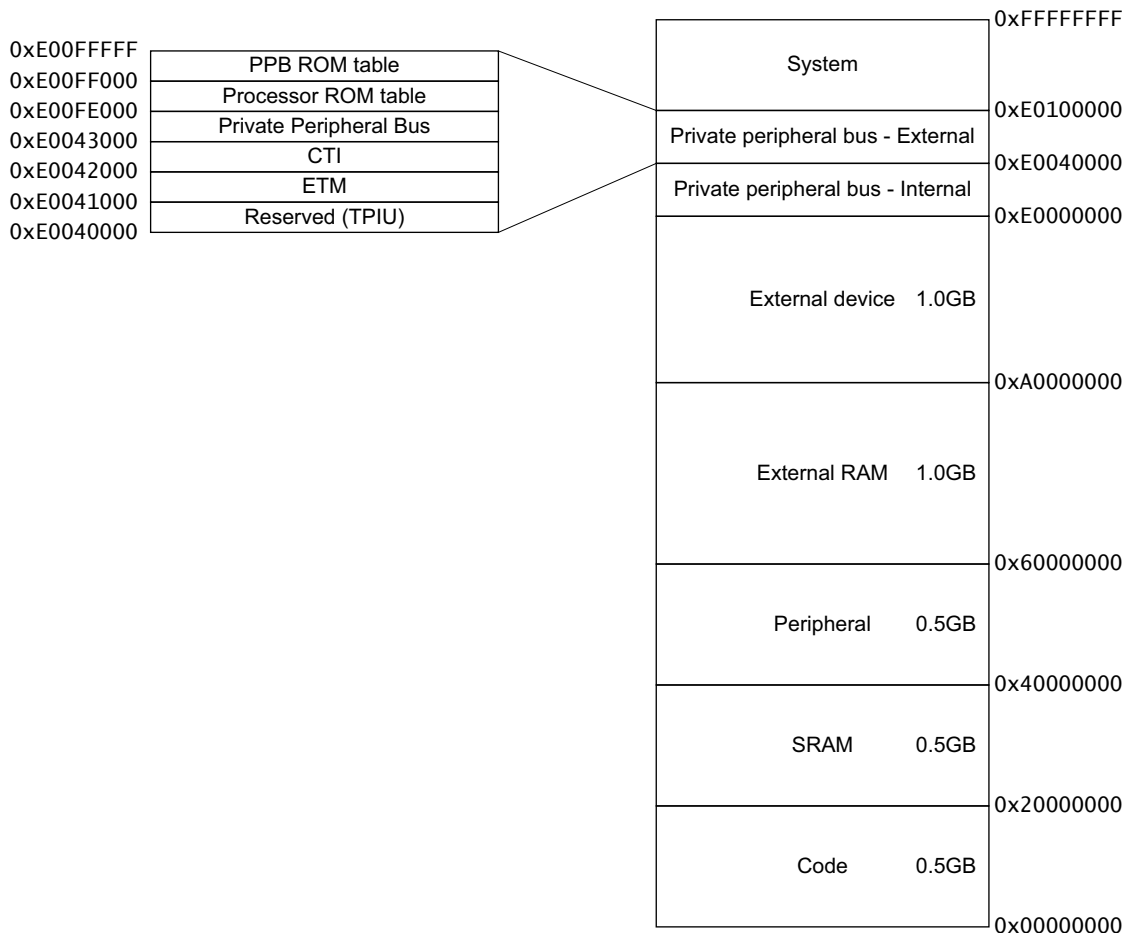 0xE00FFFFF
PPB ROM table
0xE00FF000
Processor ROM table
0xE00FE000
Private Peripheral Bus
0xE0043000
CTI
0xE0042000
ETM
0xE0041000
Reserved (TPIU)
0xE0040000
0xFFFFFFFF
System
0xE0100000
Private peripheral bus - External
0xE0040000
Private peripheral bus - Internal
0xE0000000
External device 1.0GB
0xA0000000
External RAM 1.0GB
0x60000000
Peripheral 0.5GB
0x40000000
SRAM 0.5GB
0x20000000
Code 0.5GB
0x00000000